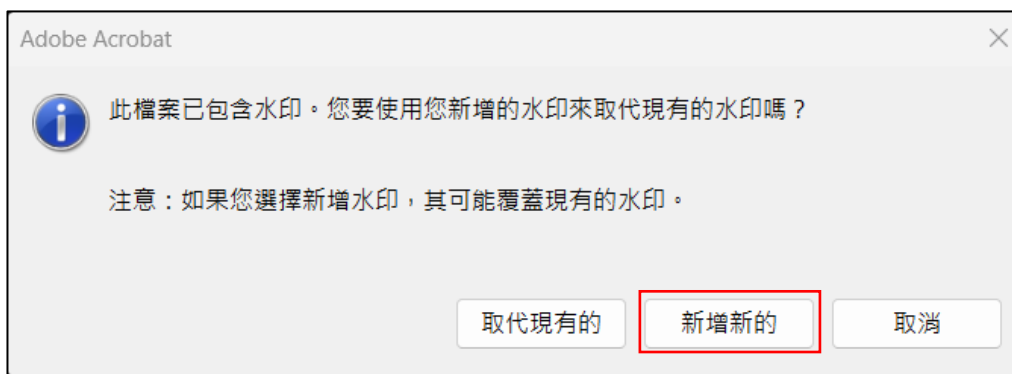 Adobe Acrobat
此檔案已包含水印。您要使用您新增的水印來取代現有的水印嗎？
注意：如果您選擇新增水印，其可能覆蓋現有的水印。
取代現有的 新增新的 取消